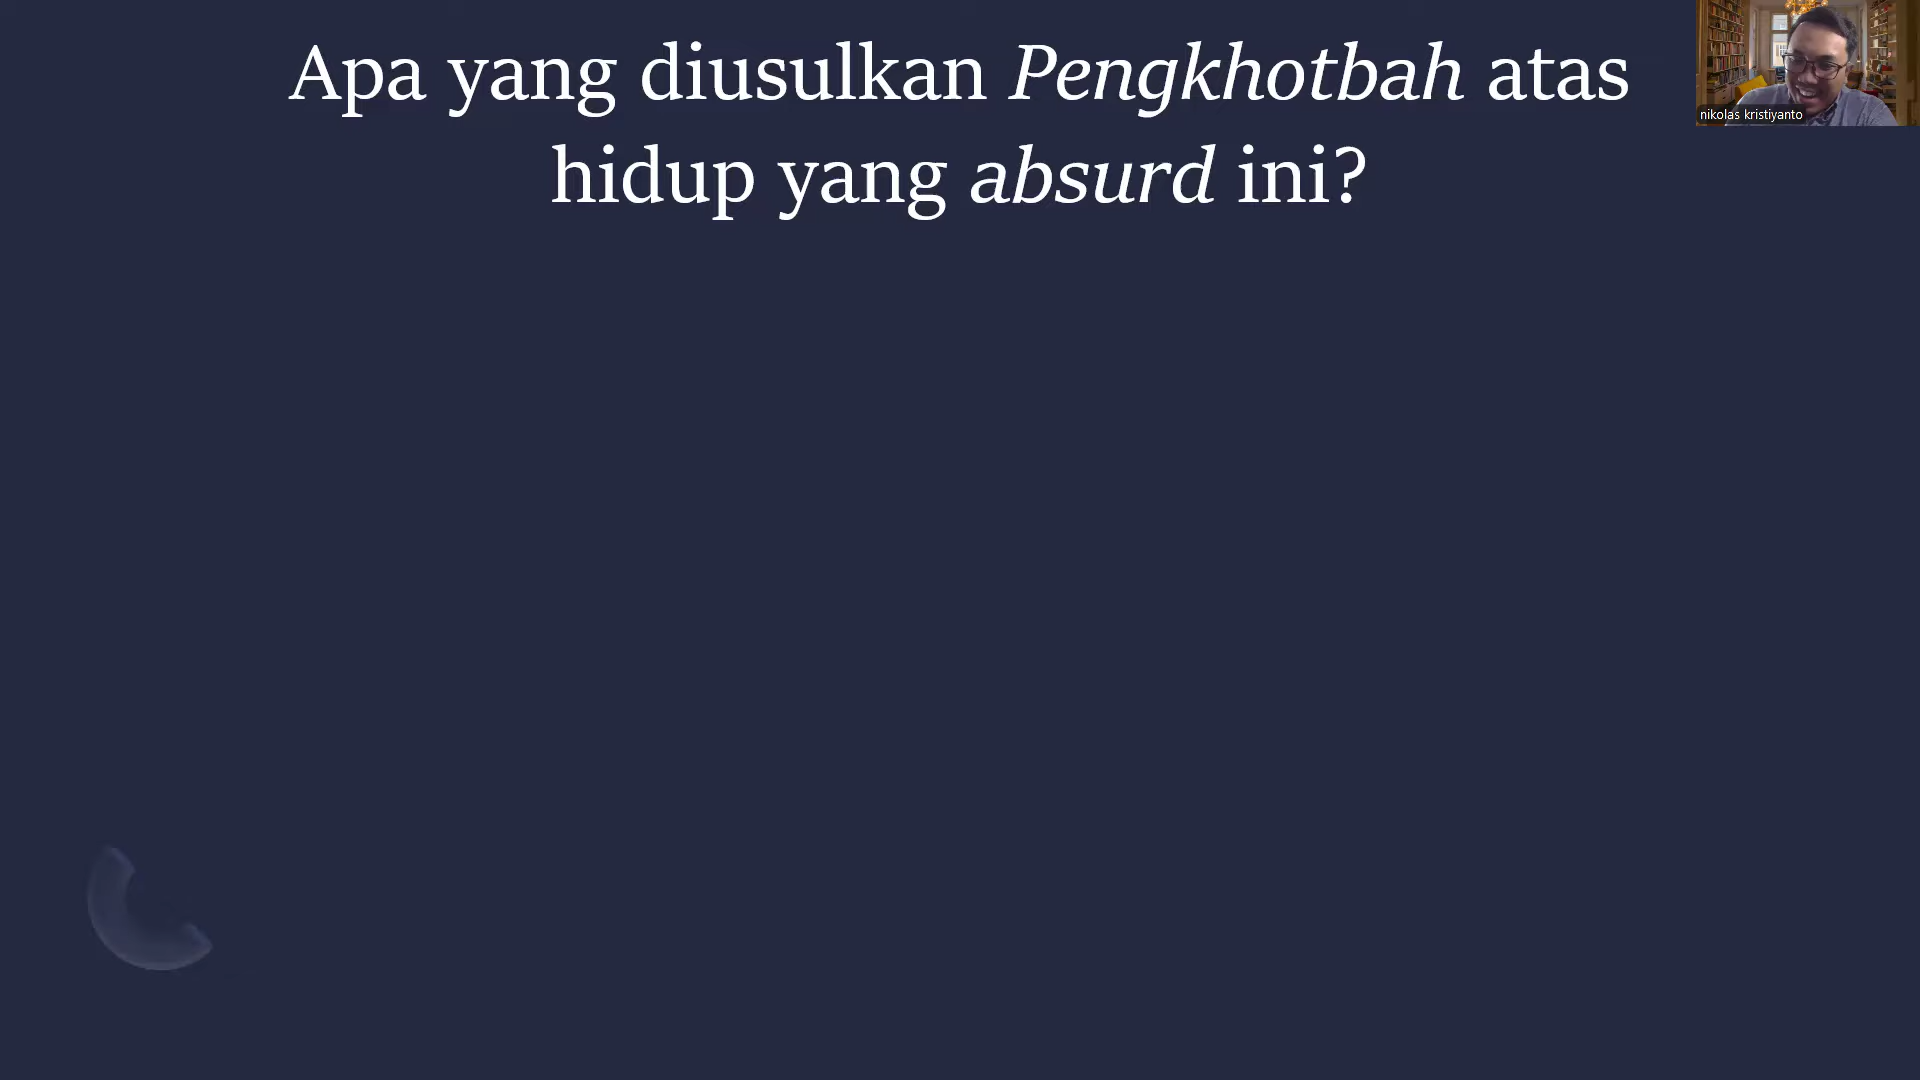 Apa yang diusulkan Pengkhotbah atas
hidup yang absurd ini?
nikolas kristiyanto